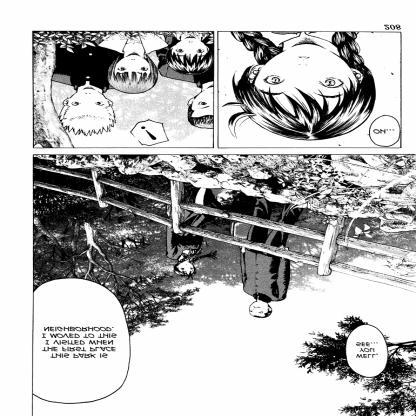 WELL,
YOU
SEE...
THIS PARK IS
THE FIRST PLACE
I VISITED WHEN
I MOVED TO THIS
NEIGHBORHOOD.
!
OH...
208